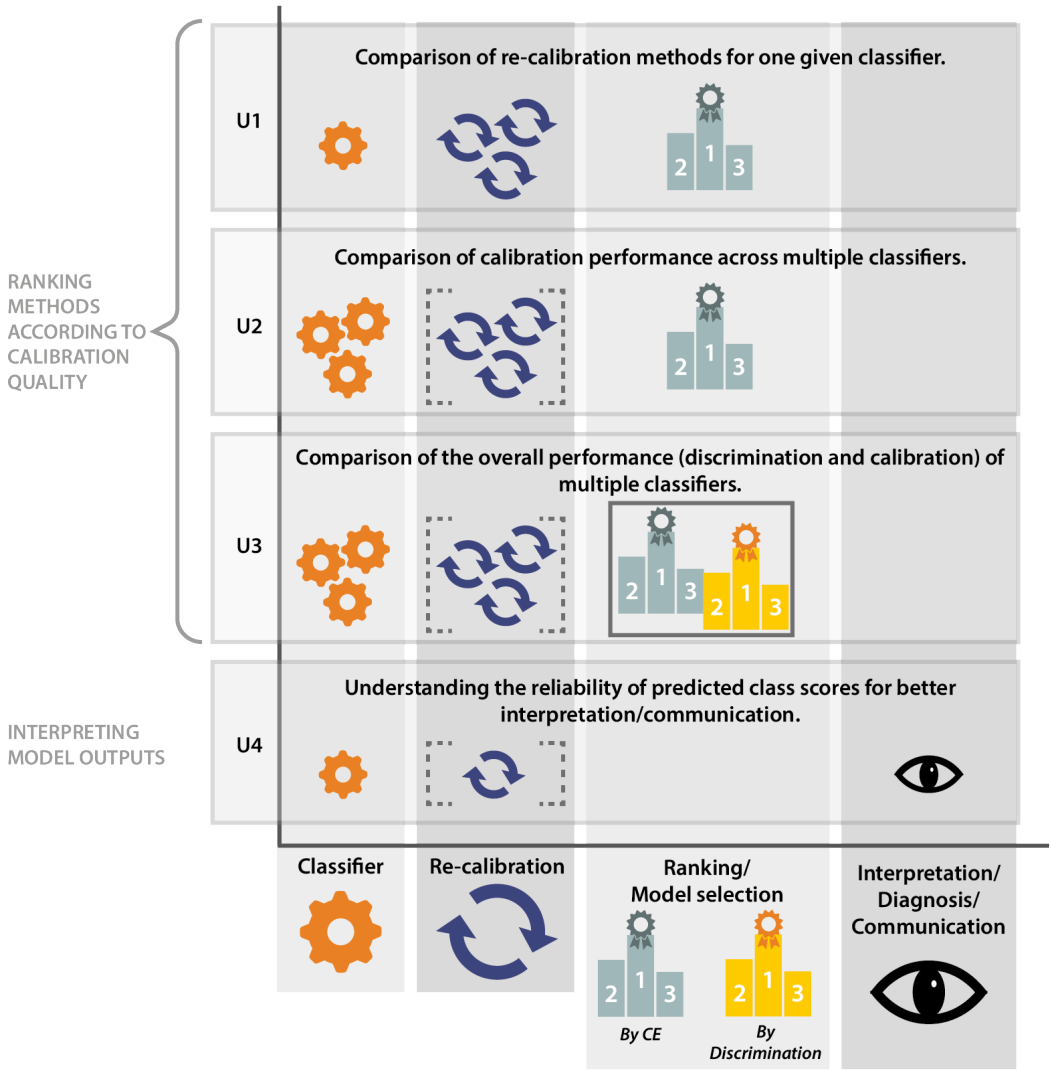 Comparison of re-calibration methods for one given classifier.
U1
2 1 3
Comparison of calibration performance across multiple classifiers.
RANKING
METHODS
ACCORDING TO
CALIBRATION
QUALITY
U2
2 1 3
Comparison of the overall performance (discrimination and calibration) of
multiple classifiers.
U3
2 1 3
2 1 3
Understanding the reliability of predicted class scores for better
interpretation/communication.
INTERPRETING
MODEL OUTPUTS
U4
Classifier
Re-calibration
Ranking/
Model selection
2 1 3
By CE
2 1 3
By
Discrimination
Interpretation/
Diagnosis/
Communication